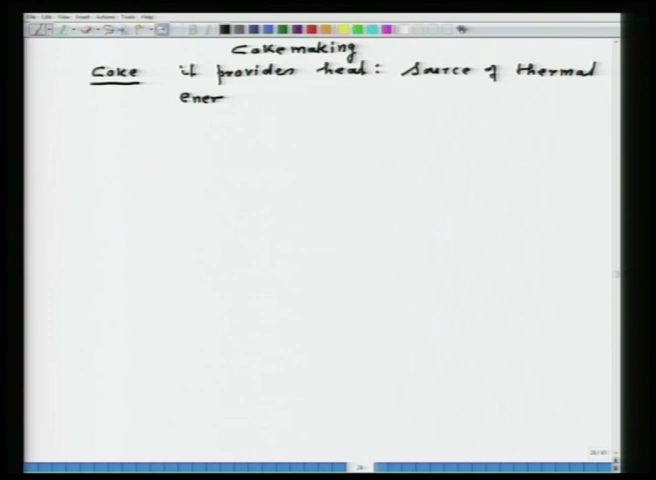 Cokemaking
Coke it provides heat: Source of thermal
ener